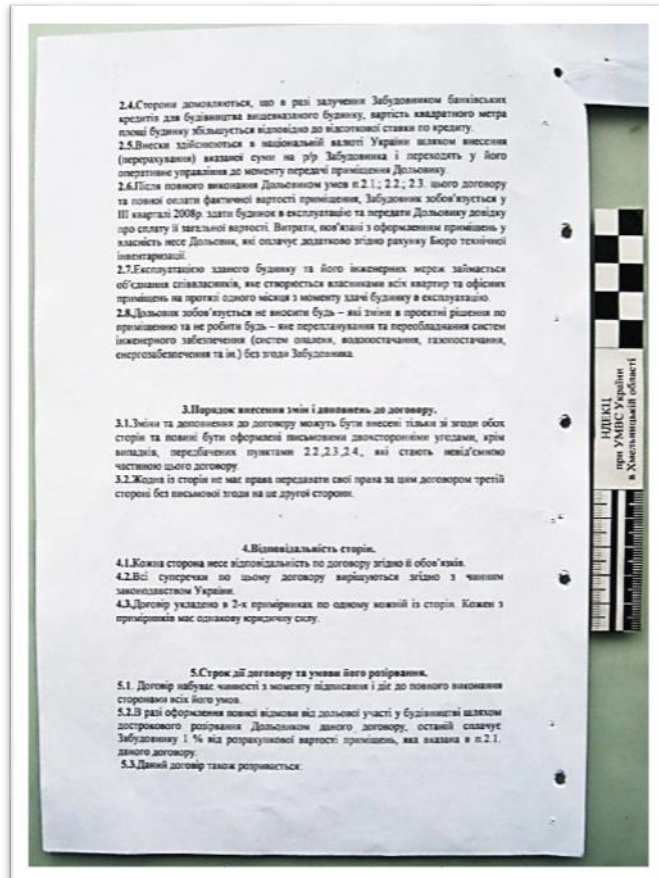 2.4.Сторони домовляються, що в разі залучення Забудовником банківських
кредитів для будівництва вищевказаного будинку, вартість квадратного метра
площі будинку збільшується відповідно до відсоткової ставки по кредиту.
2.5.Внески здійснюються в національній валюті України шляхом внесення
(перерахування) вказаної суми на р/р Забудовника і переходять у його
оперативне управління до моменту передачі приміщення Дольовику.
2.6.Після повного виконання Дольовиком умов п.2.1.; 2.2.; 2.3. цього договору
та повної оплати фактичної вартості приміщення, Забудовник зобов'язується у
III кварталі 2008р. здати будинок в експлуатацію та передати Дольовику довідку
про сплату її загальної вартості. Витрати, пов'язані з оформленням приміщень у
власність несе Дольовик, які оплачує додатково згідно рахунку Бюро технічної
інвентаризації.
2.7.Експлуатацією зданого будинку та його інженерних мереж займається
об'єднання співвласників, яке створюється власниками всіх квартир та офісних
приміщень на протязі одного місяця з моменту здачі будинку в експлуатацію.
2.8.Дольовик зобов'язується не вносити будь – які зміни в проектні рішення по
приміщенню та не робити будь – яке перепланування та переобладнання систем
інженерного забезпечення (систем опаленя, водопостачання, газопостачання,
енергозабезпечення та ін.) без згоди Забудовника.
3.Порядок внесення змін і доповнень до договору.
3.1.Зміни та доповнення до договору можуть бути внесені тільки зі згоди обох
сторін та повині бути оформлені письмовими двохсторонніми угодами, крім
випадків, передбачених пунктами 2.2.,2.3.,2.4., які стають невід'ємною
частиною цього договору.
3.2.Жодна із сторін не має права передавати свої права за цим договором третій
стороні без письмової згоди на це другої сторони.
4.Відповідальність сторін.
4.1.Кожна сторона несе відповідальність по договору згідно її обов'язків.
4.2.Всі суперечки по цьому договору вирішуються згідно з чинним
законодавством України.
4.3.Договір укладено в 2-х примірниках по одному кожній із сторін. Кожен з
примірників має однакову юридичну силу.
5.Строк дії договору та умови його розірвання.
5.1. Договір набуває чинності з моменту підписання і діє до повного виконання
сторонами всіх його умов.
5.2.В разі оформлення повної відмови від дольової участі у будівництві шляхом
дострокового розірвання Дольовиком даного договору, останій сплачує
Забудовнику 1 % від розрахункової вартості приміщень, яка вказана в п.2.1.
даного договору.
5.3.Даний договір також розривається:
НДЕКЦ
при УМВС України
в Хмельницькій області